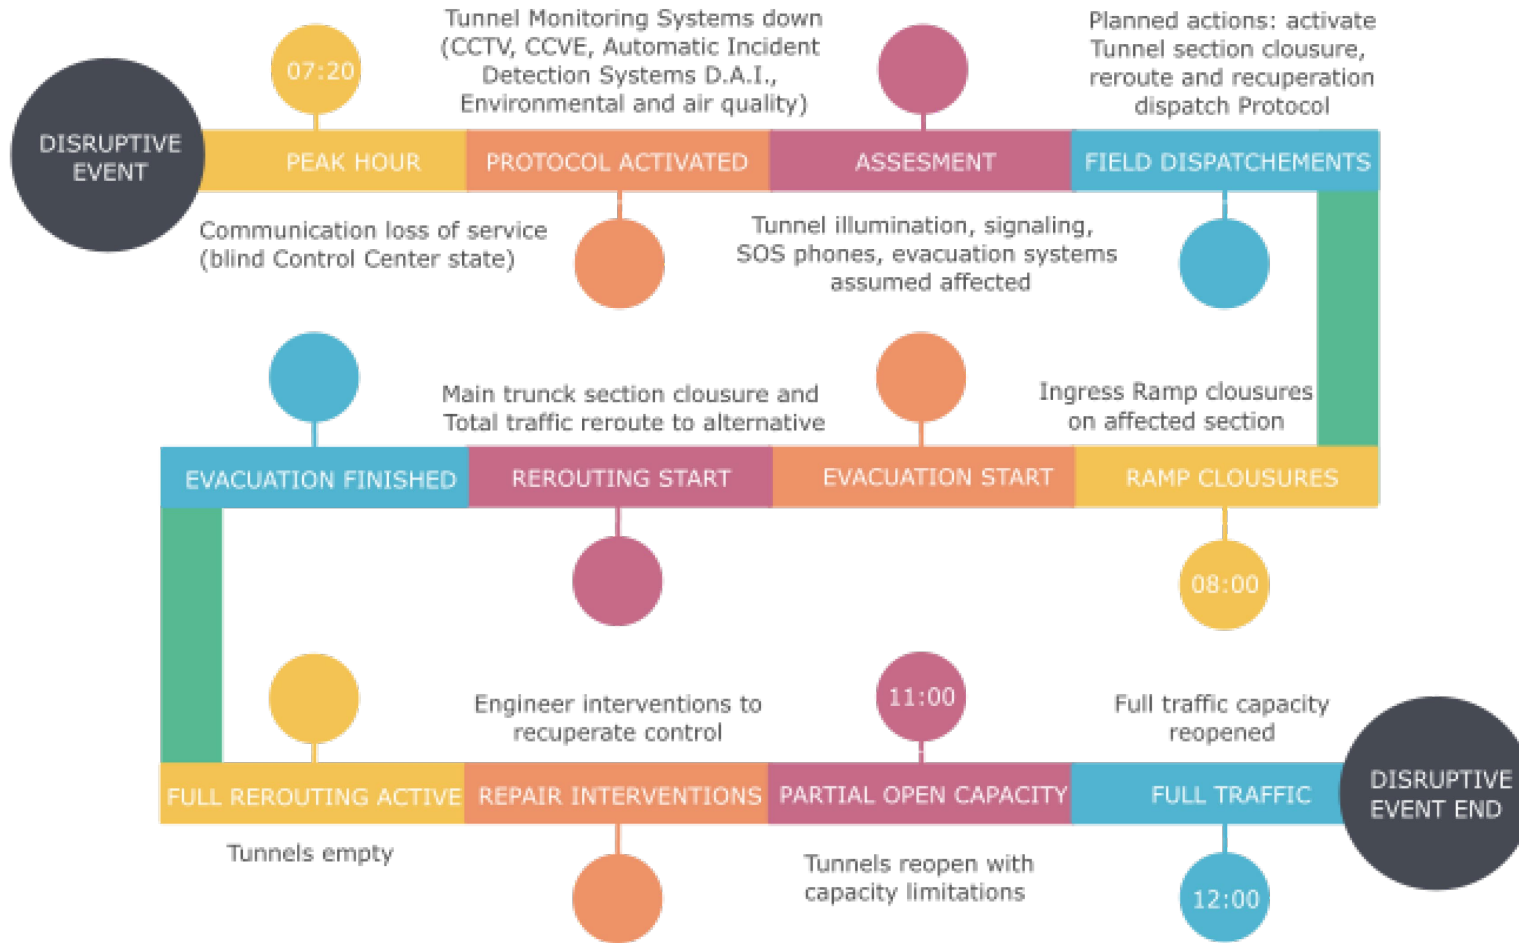 DISRUPTIVE
EVENT
07:20
PEAK HOUR
Communication loss of service
(blind Control Center state)
Tunnel Monitoring Systems down
(CCTV, CCVE, Automatic Incident
Detection Systems D.A.I.,
Environmental and air quality)
PROTOCOL ACTIVATED
ASSESMENT
Tunnel illumination, signaling,
SOS phones, evacuation systems
assumed affected
Planned actions: activate
Tunnel section clousure,
reroute and recuperation
dispatch Protocol
FIELD DISPATCHEMENTS
Ingress Ramp clousures
on affected section
RAMP CLOUSURES
08:00
EVACUATION START
Main trunck section clousure and
Total traffic reroute to alternative
REROUTING START
EVACUATION FINISHED
FULL REROUTING ACTIVE
Tunnels empty
Engineer interventions to
recuperate control
REPAIR INTERVENTIONS
11:00
PARTIAL OPEN CAPACITY
Tunnels reopen with
capacity limitations
Full traffic capacity
reopened
FULL TRAFFIC
12:00
DISRUPTIVE
EVENT END